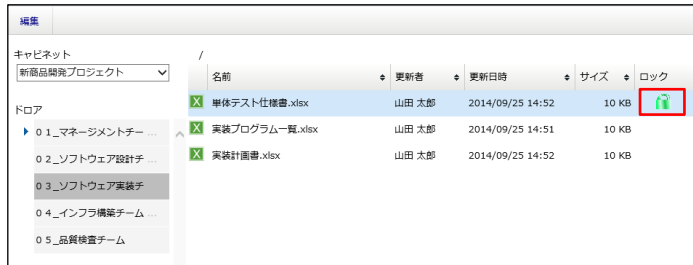 編集
キャビネット
新商品開発プロジェクト
ドロア
０１_マネージメントチー ...
０２_ソフトウェア設計チ ...
０３_ソフトウェア実装チ
０４_インフラ構築チーム ...
０５_品質検査チーム
/
名前 更新者 更新日時 サイズ ロック
単体テスト仕様書.xlsx 山田 太郎 2014/09/25 14:52 10 KB
実装プログラム一覧.xlsx 山田 太郎 2014/09/25 14:51 10 KB
実装計画書.xlsx 山田 太郎 2014/09/25 14:52 10 KB